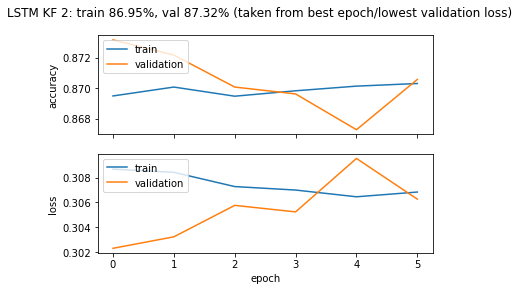 LSTM KF 2: train 86.95%, val 87.32% (taken from best epoch/lowest validation loss)
0.872
0.870
0.868
accuracy
train
validation
0.308
0.306
0.304
0.302
loss
train
validation
0 1 2 3 4 5
epoch